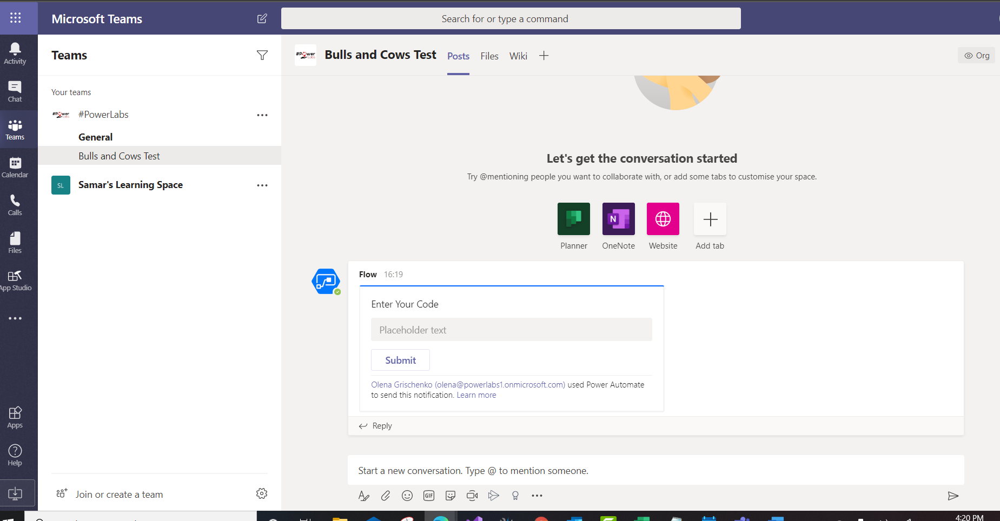 Microsoft Teams
Search for or type a command
Activity
Chat
Teams
Calendar
Calls
Files
App Studio
Apps
Help
Teams
Your teams
#Power Labs
#PowerLabs
General
Bulls and Cows Test
SL
Samar's Learning Space
Join or create a team
#Power Labs
Bulls and Cows Test
Posts
Files
Wiki
Org
Let's get the conversation started
Try @mentioning people you want to collaborate with, or add some tabs to customise your space.
N
Planner
OneNote
Website
Add tab
Flow 16:19
Enter Your Code
Placeholder text
Submit
Olena Grischenko (olena@powerlabs1.onmicrosoft.com) used Power Automate
to send this notification. Learn more
Reply
Start a new conversation. Type @ to mention someone.
GIF
4:20 PM